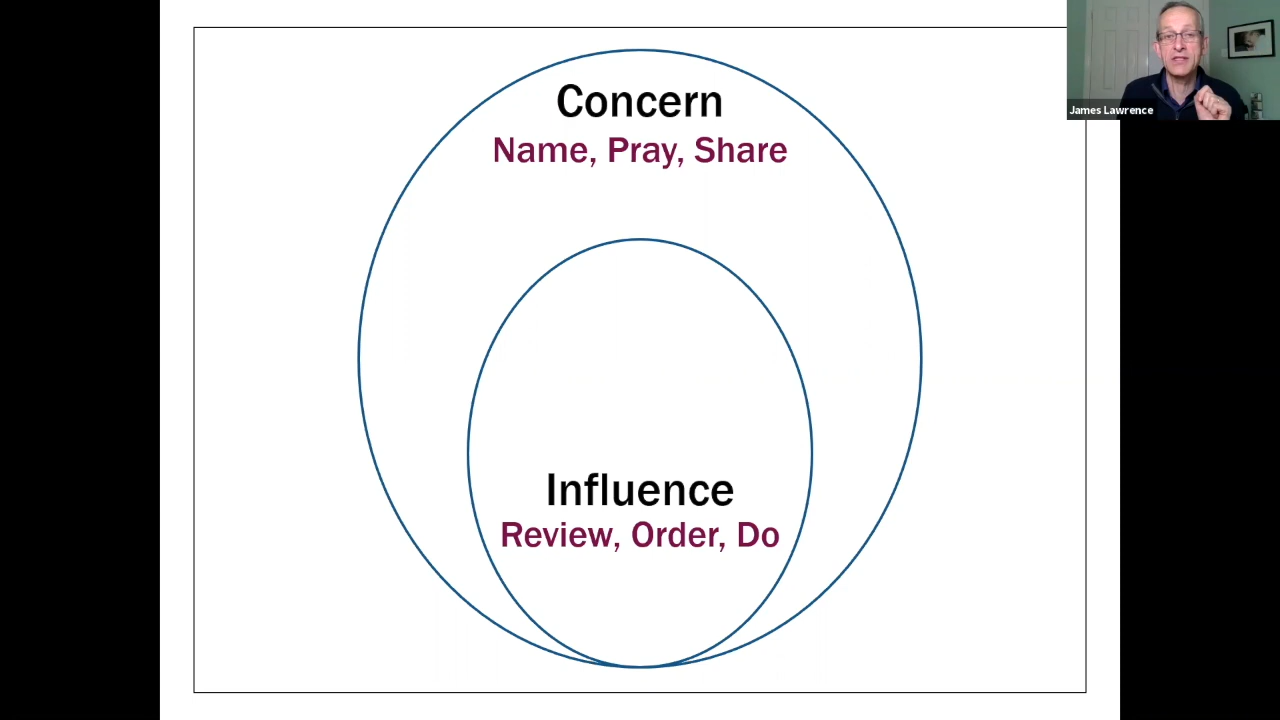 Concern
Name, Pray, Share
James Lawrence
Influence
Review, Order, Do